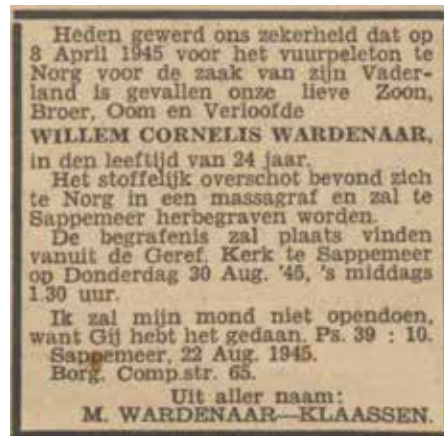 Heden gewerd ons zekerheid dat op
8 April 1945 voor het vuurpeleton te
Norg voor de zaak van zijn Vader-
land is gevallen onze lieve Zoon,
Broer, Oom en Verloofde
WILLEM CORNELIS WARDENAAR,
in den leeftijd van 24 jaar.
Het stoffelijk overschot bevond zich
te Norg in een massagraf en zal te
Sappemeer herbegraven worden.
De begrafenis zal plaats vinden
vanuit de Geref. Kerk te Sappemeer
op Donderdag 30 Aug. '45, 's middags
1.30 uur.
Ik zal mijn mond niet opendoen,
want Gij hebt het gedaan. Ps. 39 : 10.
Sappemeer, 22 Aug. 1945.
Borg. Comp.str. 65.
Uit aller naam:
M. WARDENAAR—KLAASSEN.